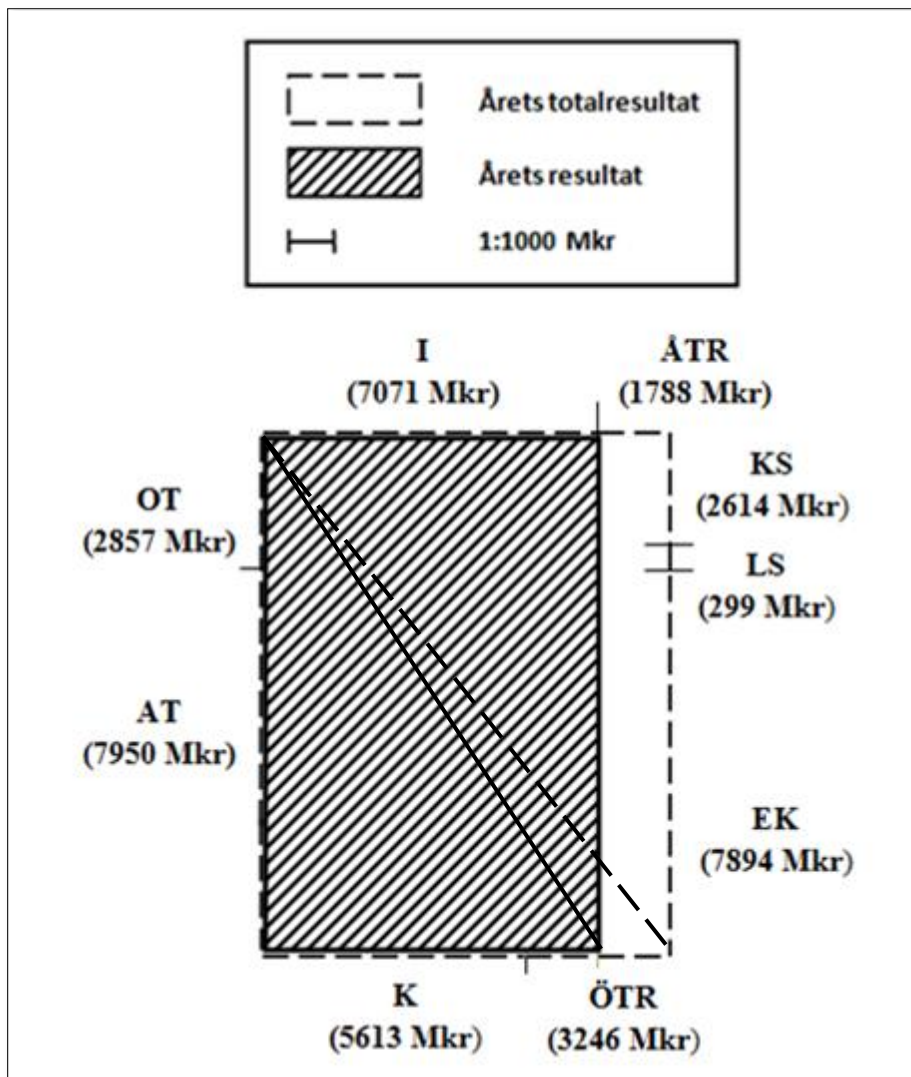 Årets totalresultat
Årets resultat
1:1000 Mkr
I
(7071 Mkr)
ÅTR
(1788 Mkr)
KS
(2614 Mkr)
OT
(2857 Mkr)
LS
(299 Mkr)
AT
(7950 Mkr)
EK
(7894 Mkr)
K
(5613 Mkr)
ÖTR
(3246 Mkr)